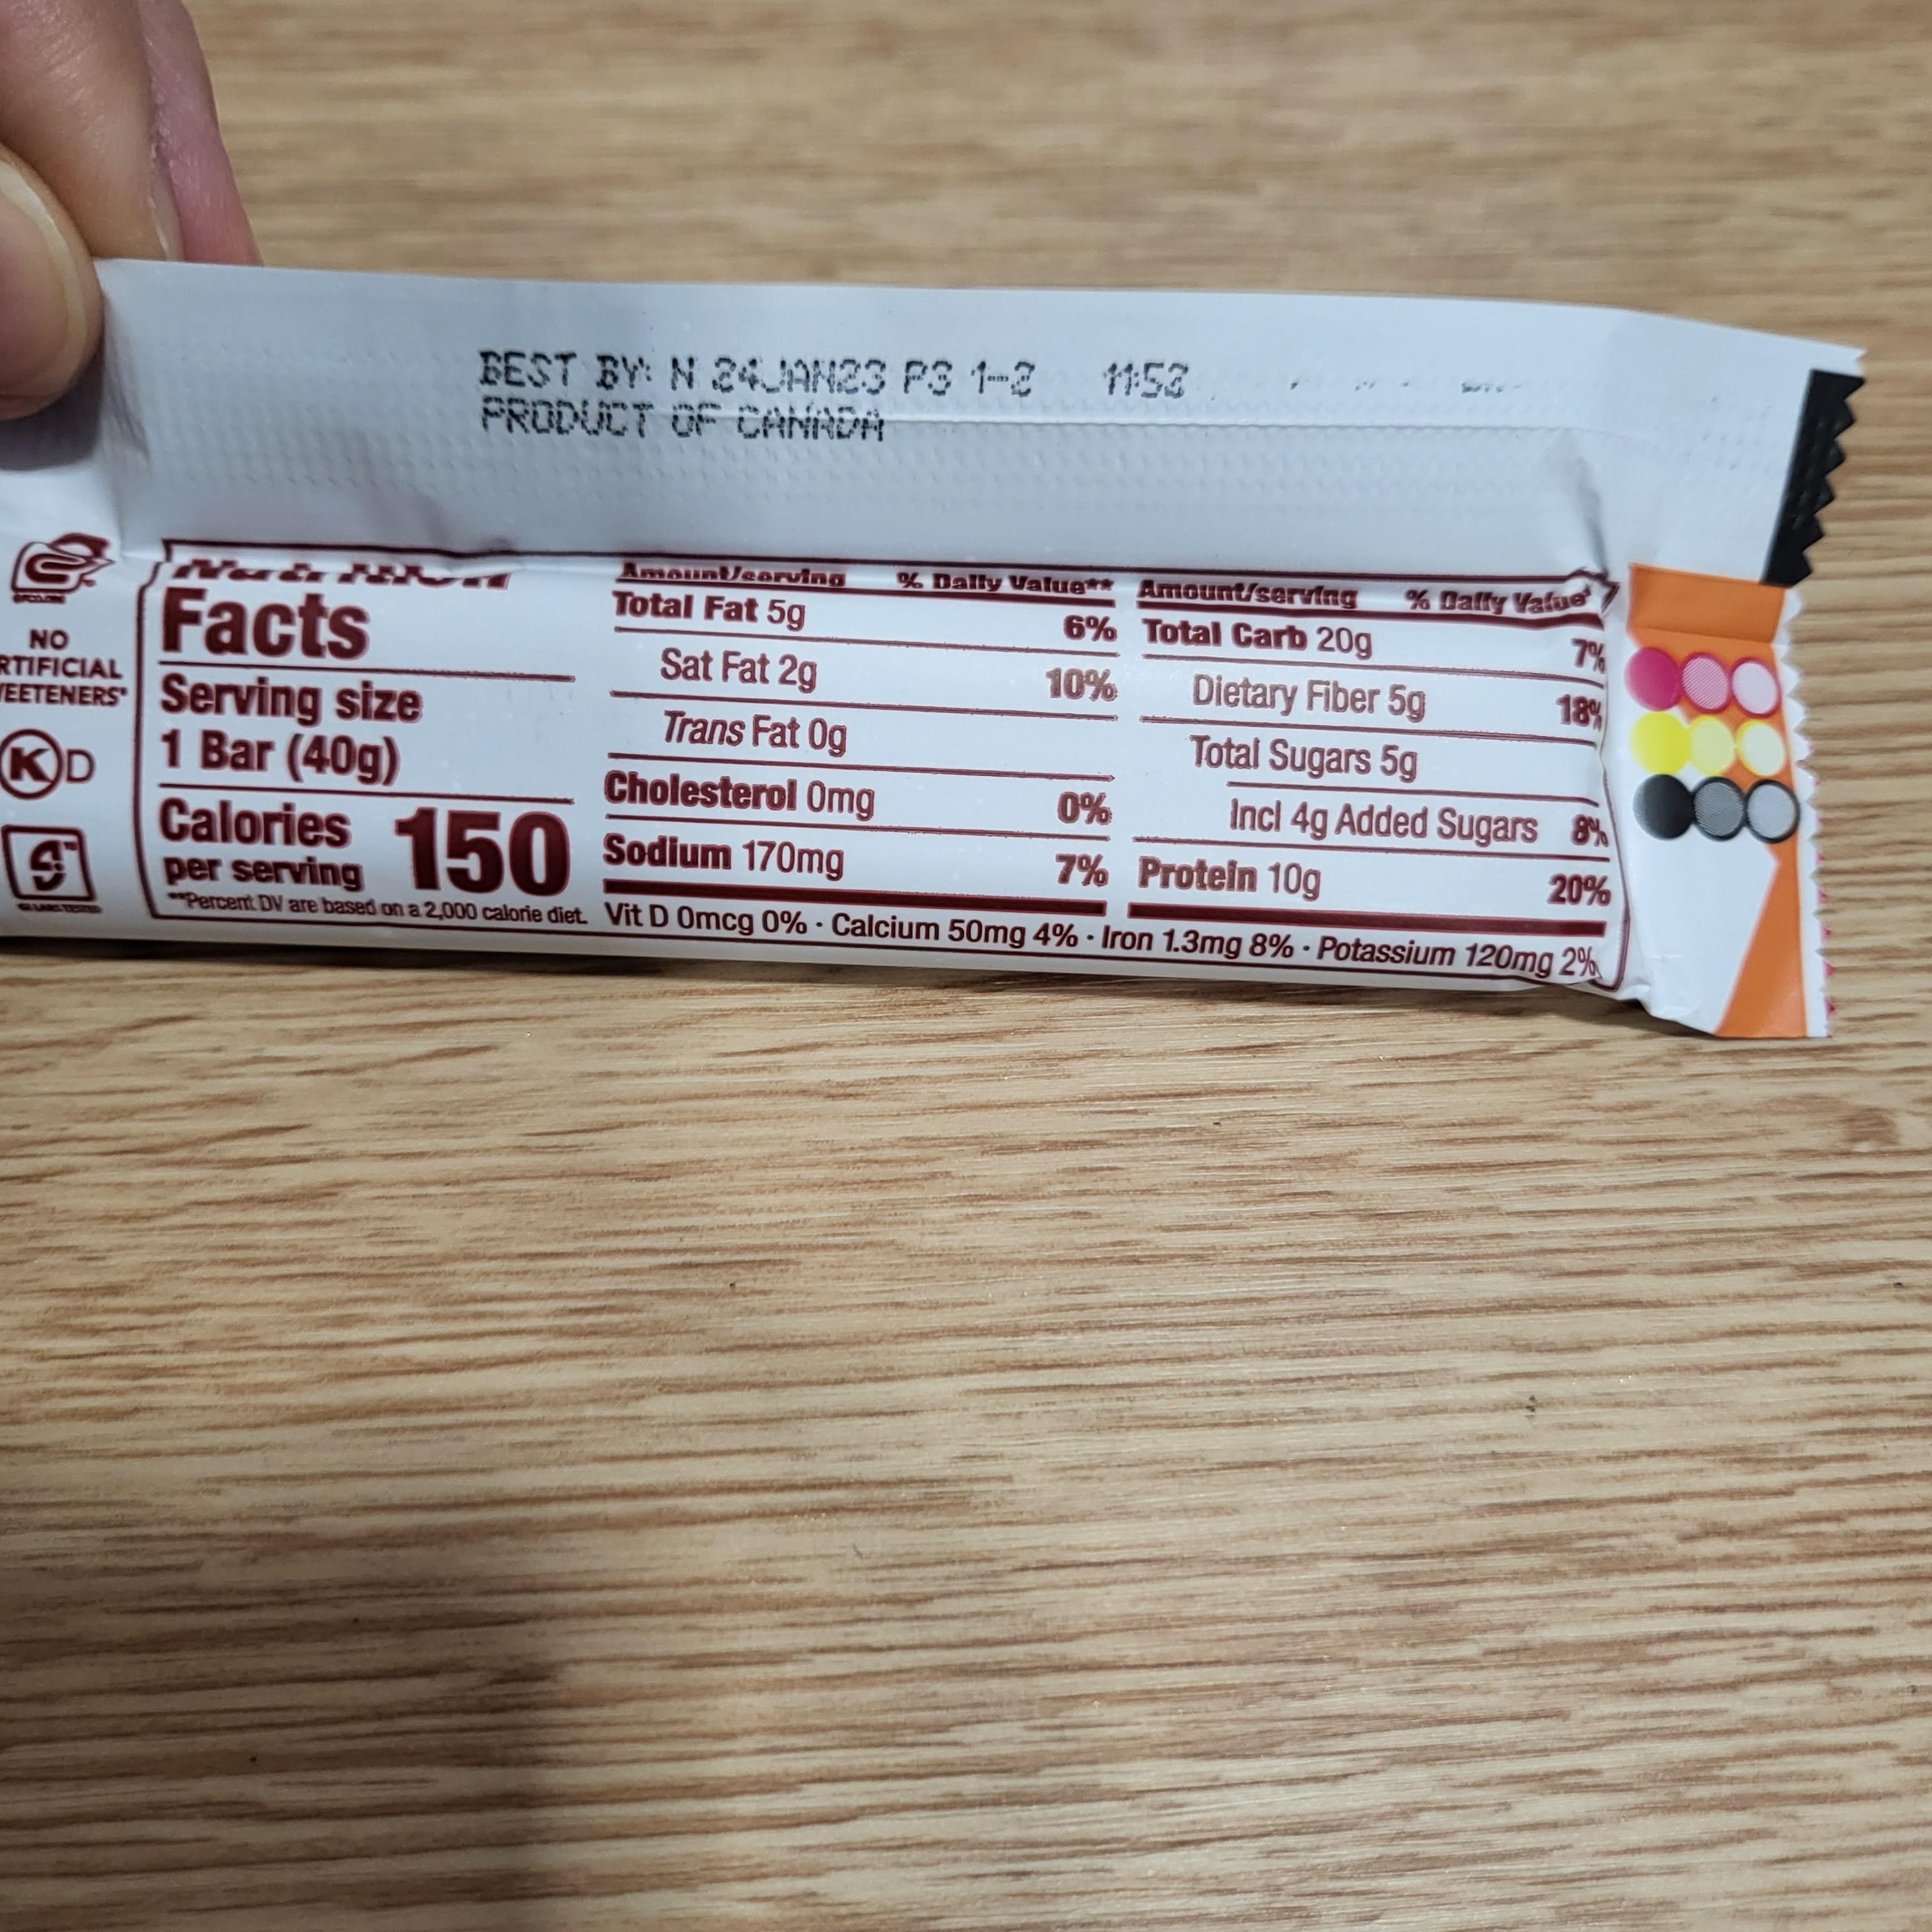 BEST BY: N 24JAN23 P3 1-2 11:52
PRODUCT OF CANADA
NO
RTIFICIAL
EETENERS*
K D
Nutrition
Facts
Serving size
1 Bar (40g)
Calories
per serving 150
**Percent DV are based on a 2,000 calorie diet.
Amount/serving % Daily Value**
Total Fat 5g 6%
Sat Fat 2g 10%
Trans Fat 0g
Cholesterol 0mg 0%
Sodium 170mg 7%
Amount/serving % Daily Value*
Total Carb 20g 7%
Dietary Fiber 5g 18%
Total Sugars 5g
Incl 4g Added Sugars 8%
Protein 10g 20%
Vit D 0mcg 0% · Calcium 50mg 4% · Iron 1.3mg 8% · Potassium 120mg 2%